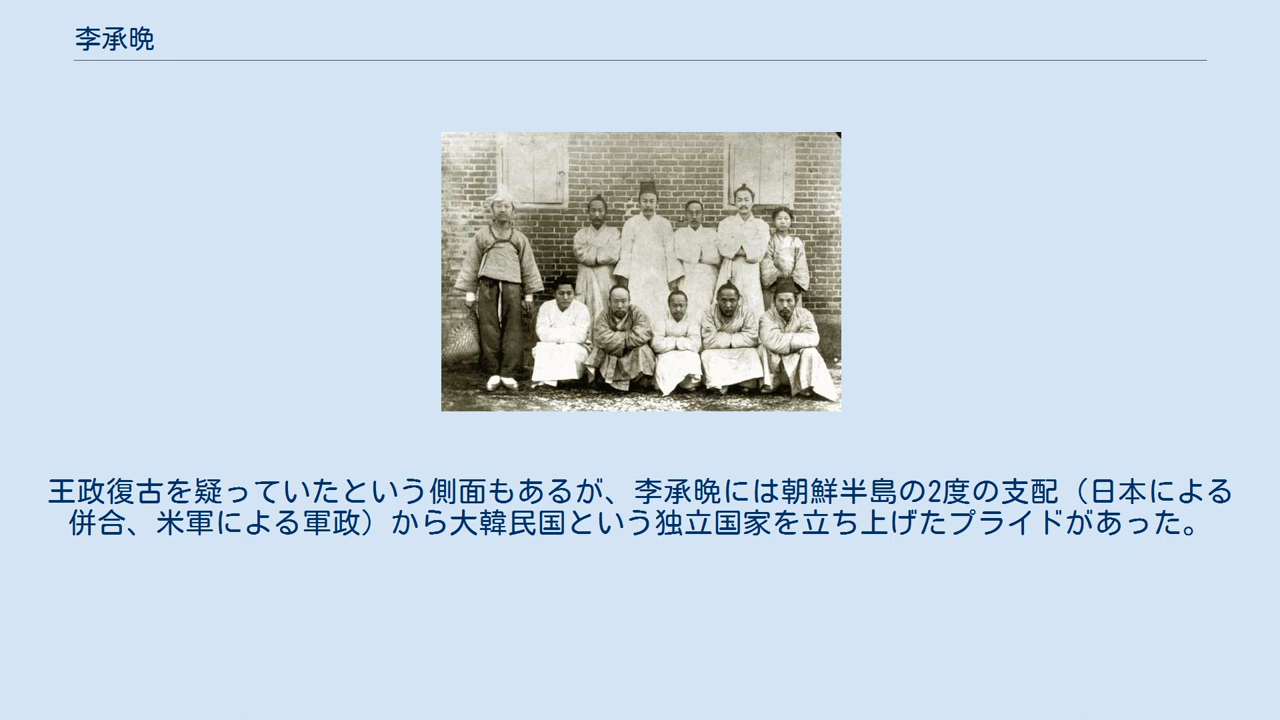 李承晩
王政復古を疑っていたという側面もあるが、李承晩には朝鮮半島の2度の支配（日本による
併合、米軍による軍政）から大韓民国という独立国家を立ち上げたプライドがあった。